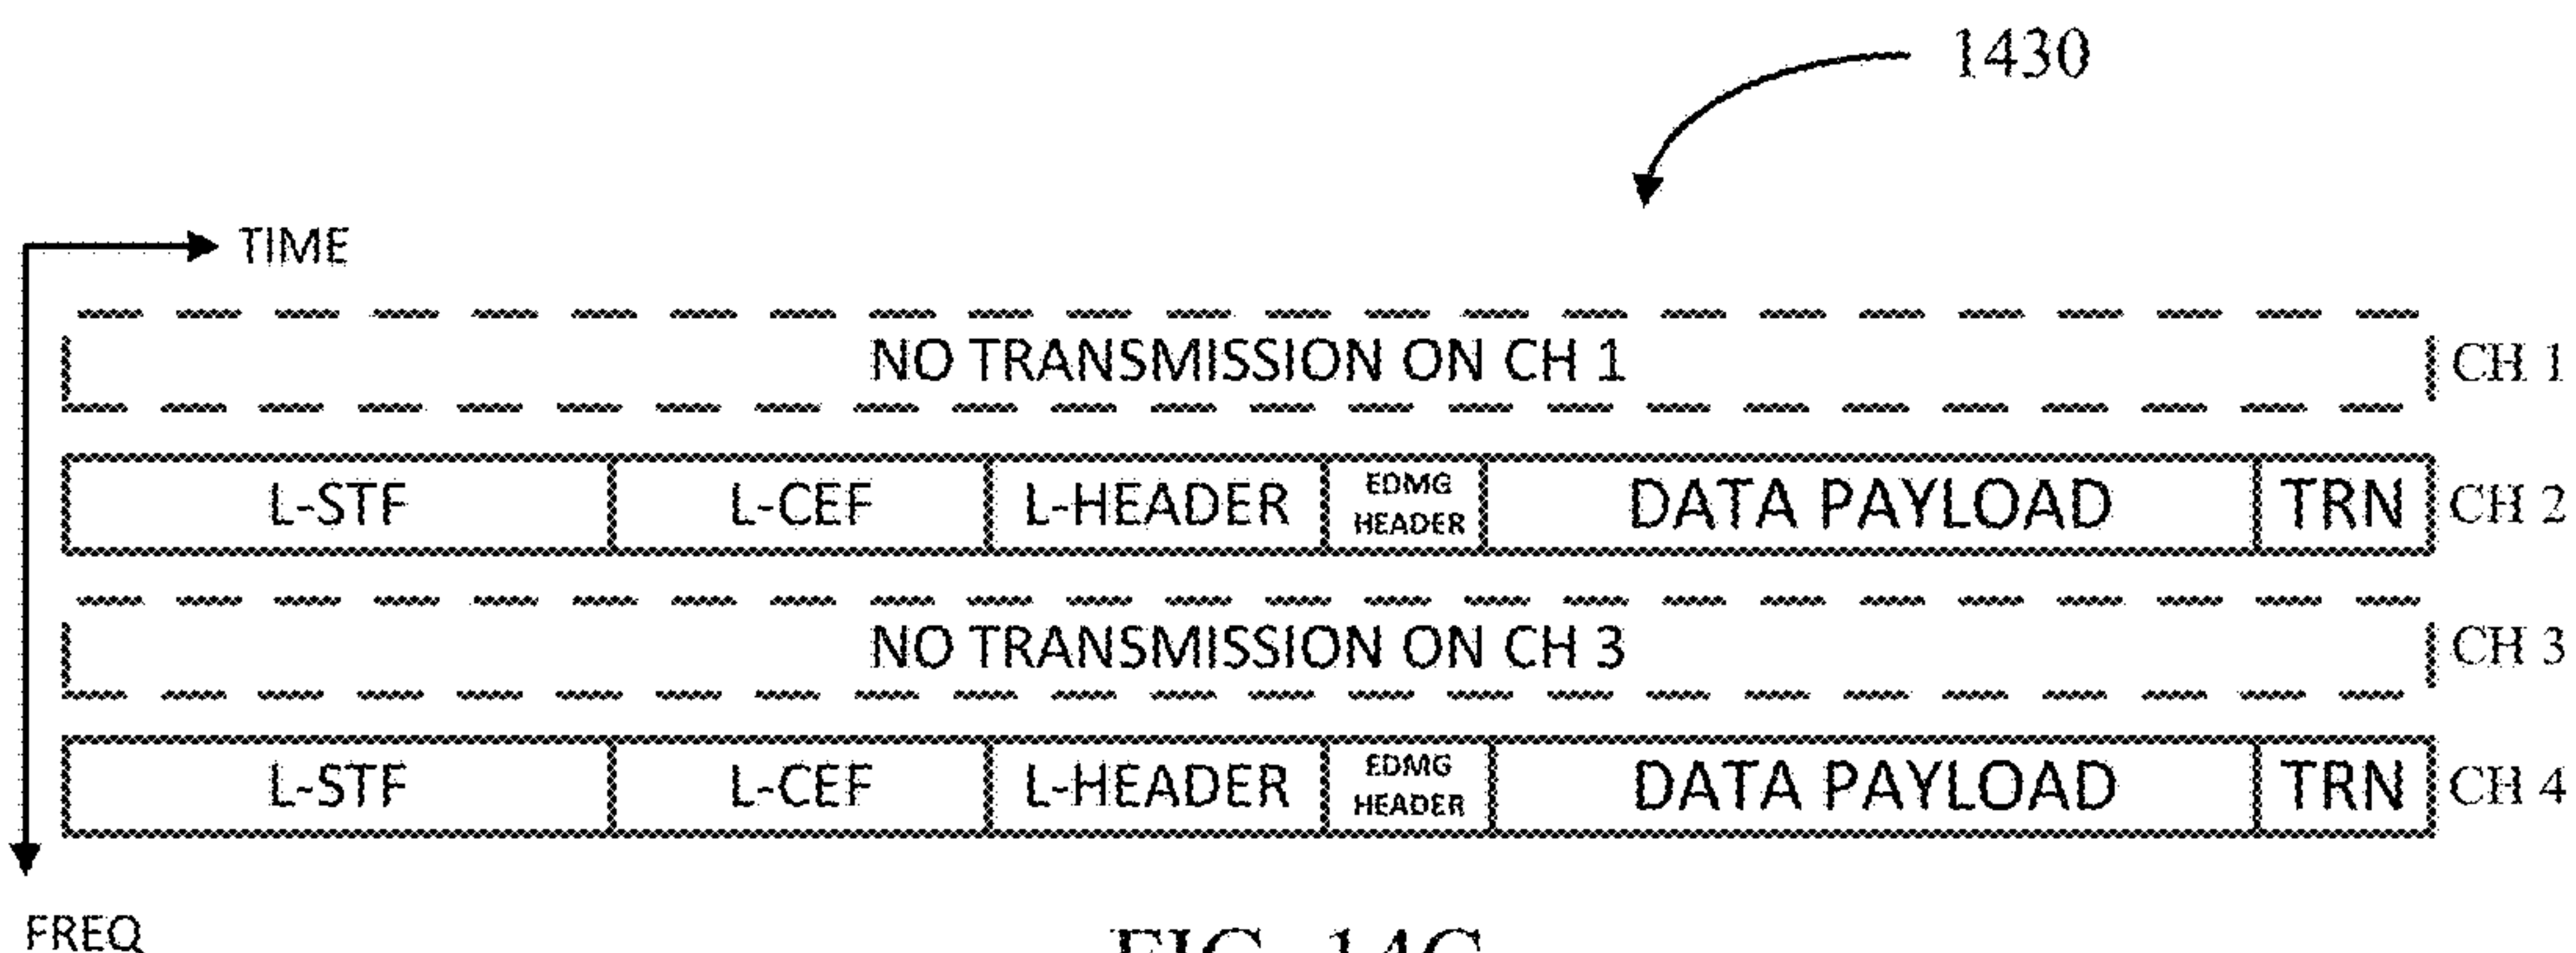 1430
TIME
NO TRANSMISSION ON CH 1 CH 1
L-STF L-CEF L-HEADER EDMG HEADER DATA PAYLOAD TRN CH 2
NO TRANSMISSION ON CH 3 CH 3
L-STF L-CEF L-HEADER EDMG HEADER DATA PAYLOAD TRN CH 4
FREQ